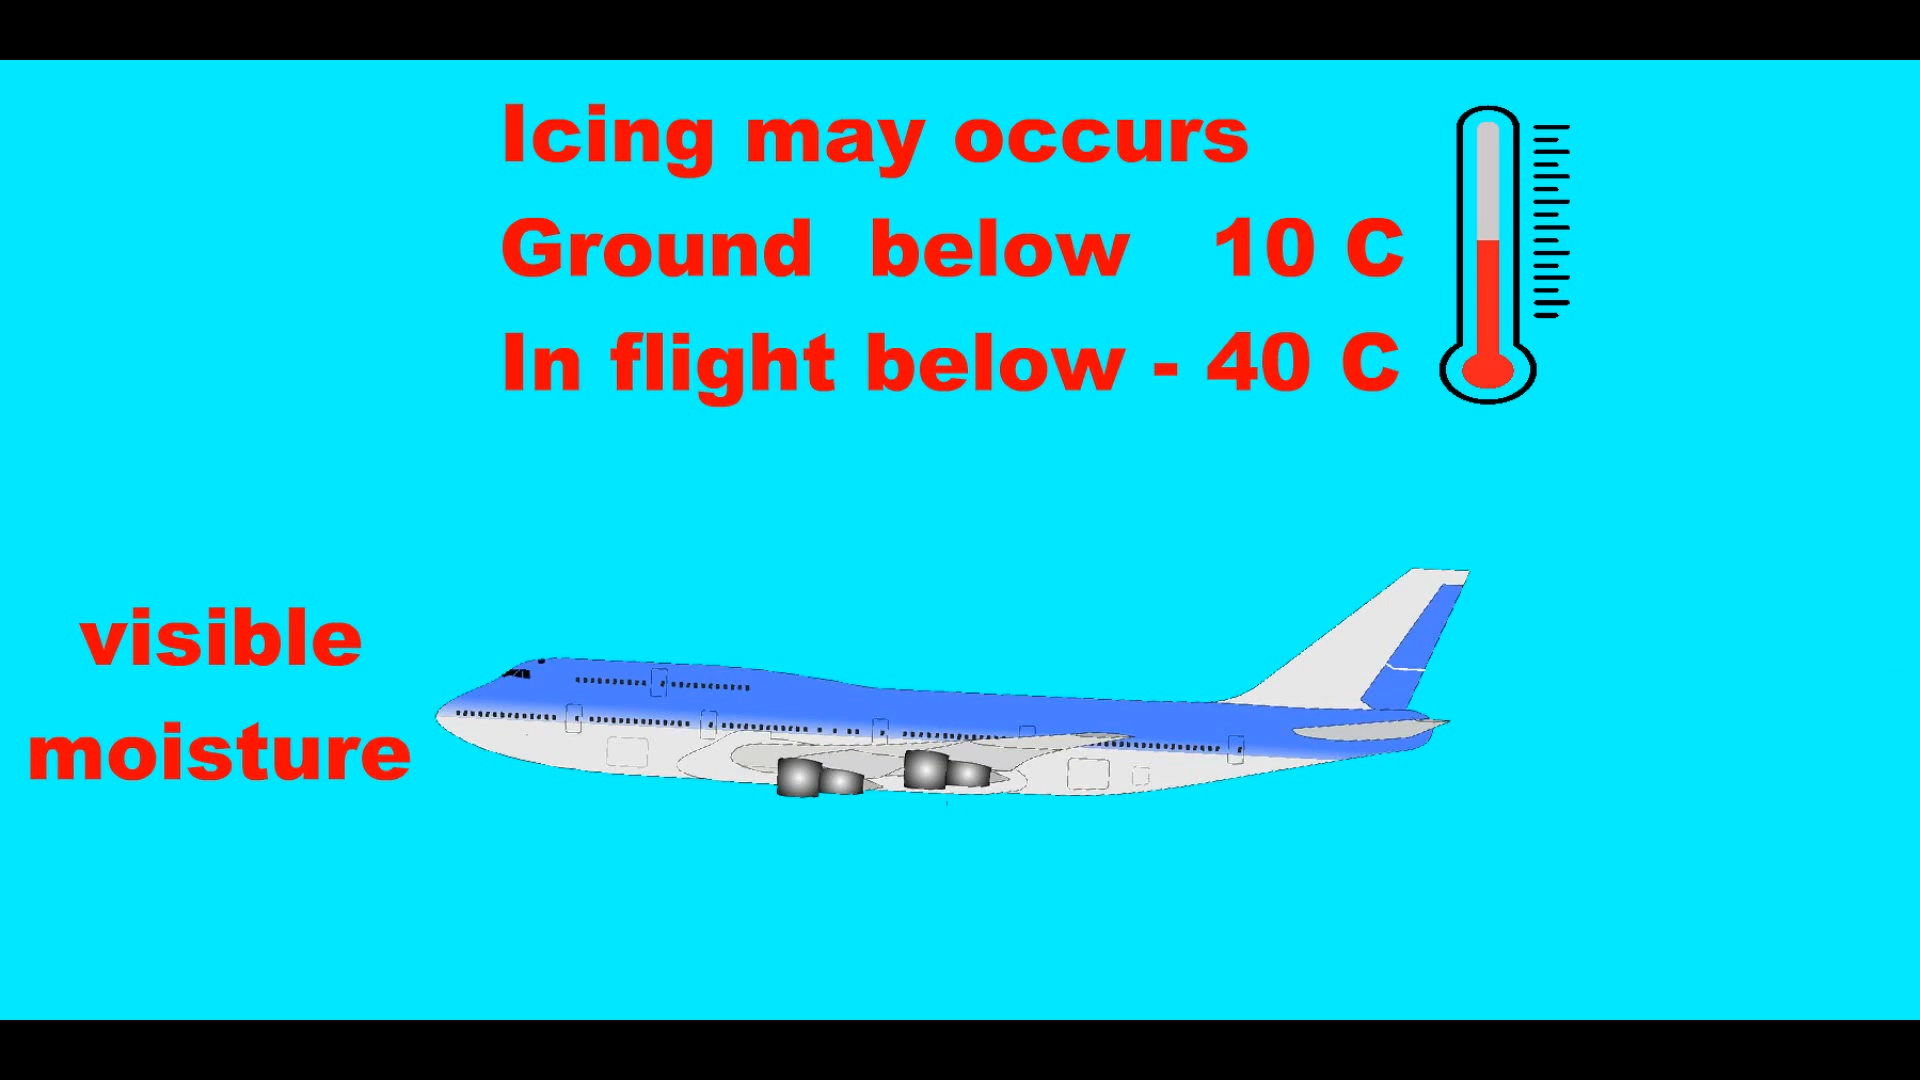 Icing may occurs
Ground below 10 C
In flight below - 40 C
visible
moisture